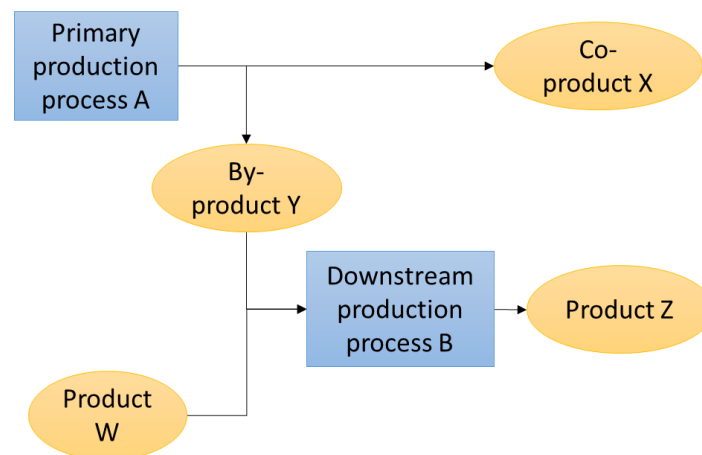 Primary
production
process A
Co-
product X
By-
product Y
Downstream
production
process B
Product Z
Product
W